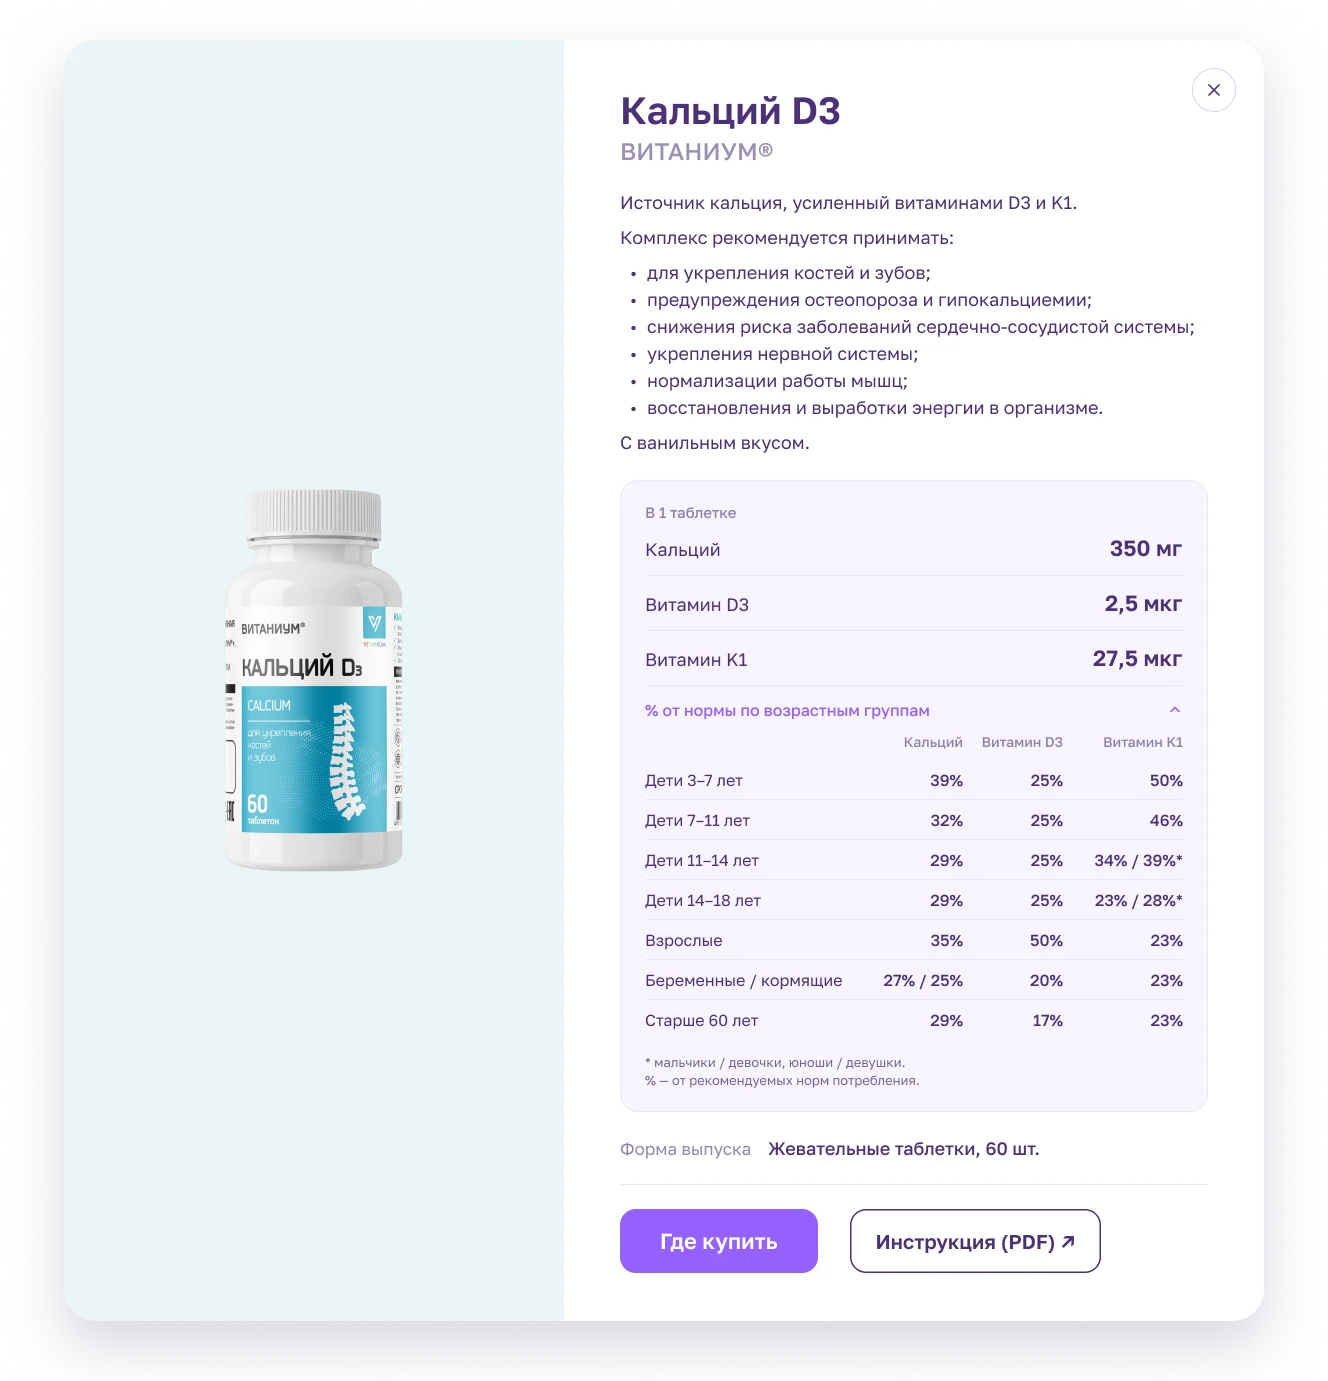 Кальций D3
ВИТАНИУМ®
Источник кальция, усиленный витаминами D3 и K1.
Комплекс рекомендуется принимать:
• для укрепления костей и зубов;
• предупреждения остеопороза и гипокальциемии;
• снижения риска заболеваний сердечно-сосудистой системы;
• укрепления нервной системы;
• нормализации работы мышц;
• восстановления и выработки энергии в организме.
С ванильным вкусом.
В 1 таблетке
Кальций 350 мг
Витамин D3 2,5 мкг
Витамин K1 27,5 мкг
% от нормы по возрастным группам
Кальций Витамин D3 Витамин K1
Дети 3–7 лет 39% 25% 50%
Дети 7–11 лет 32% 25% 46%
Дети 11–14 лет 29% 25% 34% / 39%*
Дети 14–18 лет 29% 25% 23% / 28%*
Взрослые 35% 50% 23%
Беременные / кормящие 27% / 25% 20% 23%
Старше 60 лет 29% 17% 23%
* мальчики / девочки, юноши / девушки.
% — от рекомендуемых норм потребления.
Форма выпуска Жевательные таблетки, 60 шт.
Где купить
Инструкция (PDF) ↗
ВИТАНИУМ®
VITANIUM
КАЛЬЦИЙ D3
CALCIUM
для укрепления
костей
и зубов
60
таблеток